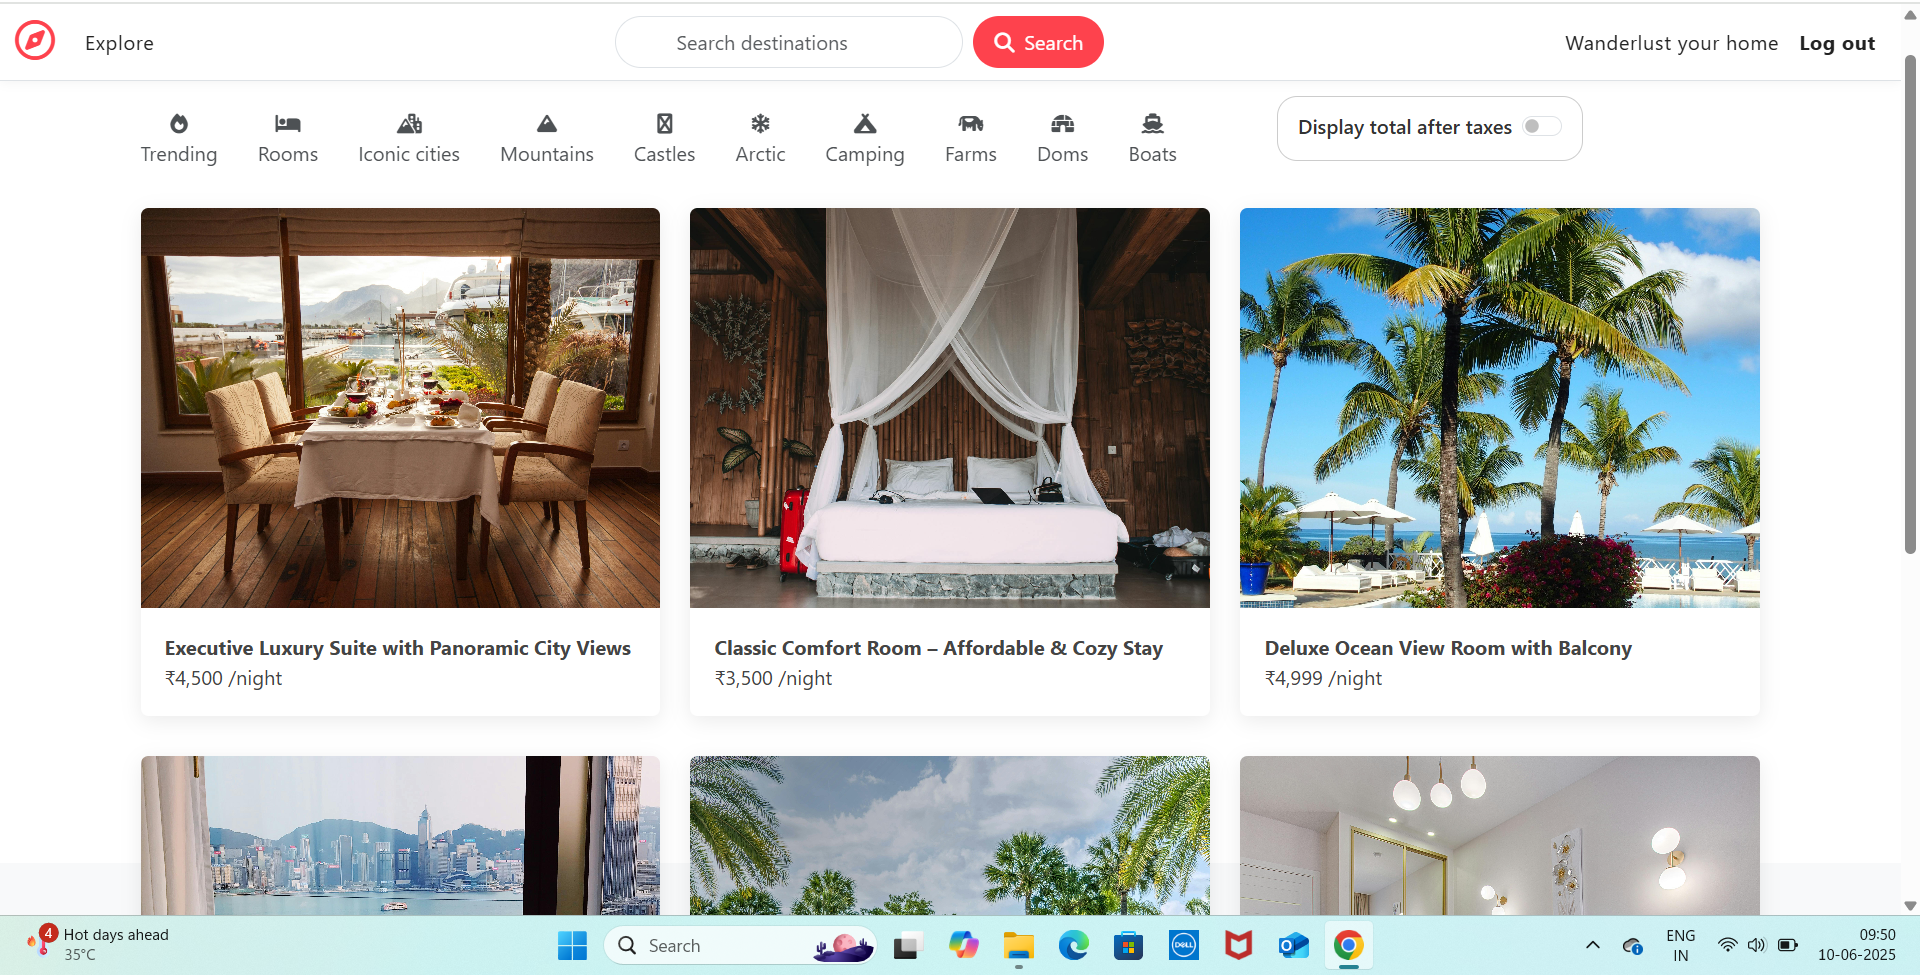 Explore
Search destinations
Search
Wanderlust your home
Log out
Trending
Rooms
Iconic cities
Mountains
Castles
Arctic
Camping
Farms
Doms
Boats
Display total after taxes
Executive Luxury Suite with Panoramic City Views
₹4,500 /night
Classic Comfort Room – Affordable & Cozy Stay
₹3,500 /night
Deluxe Ocean View Room with Balcony
₹4,999 /night
4
Hot days ahead
35°C
Search
DELL
ENG
IN
09:50
10-06-2025